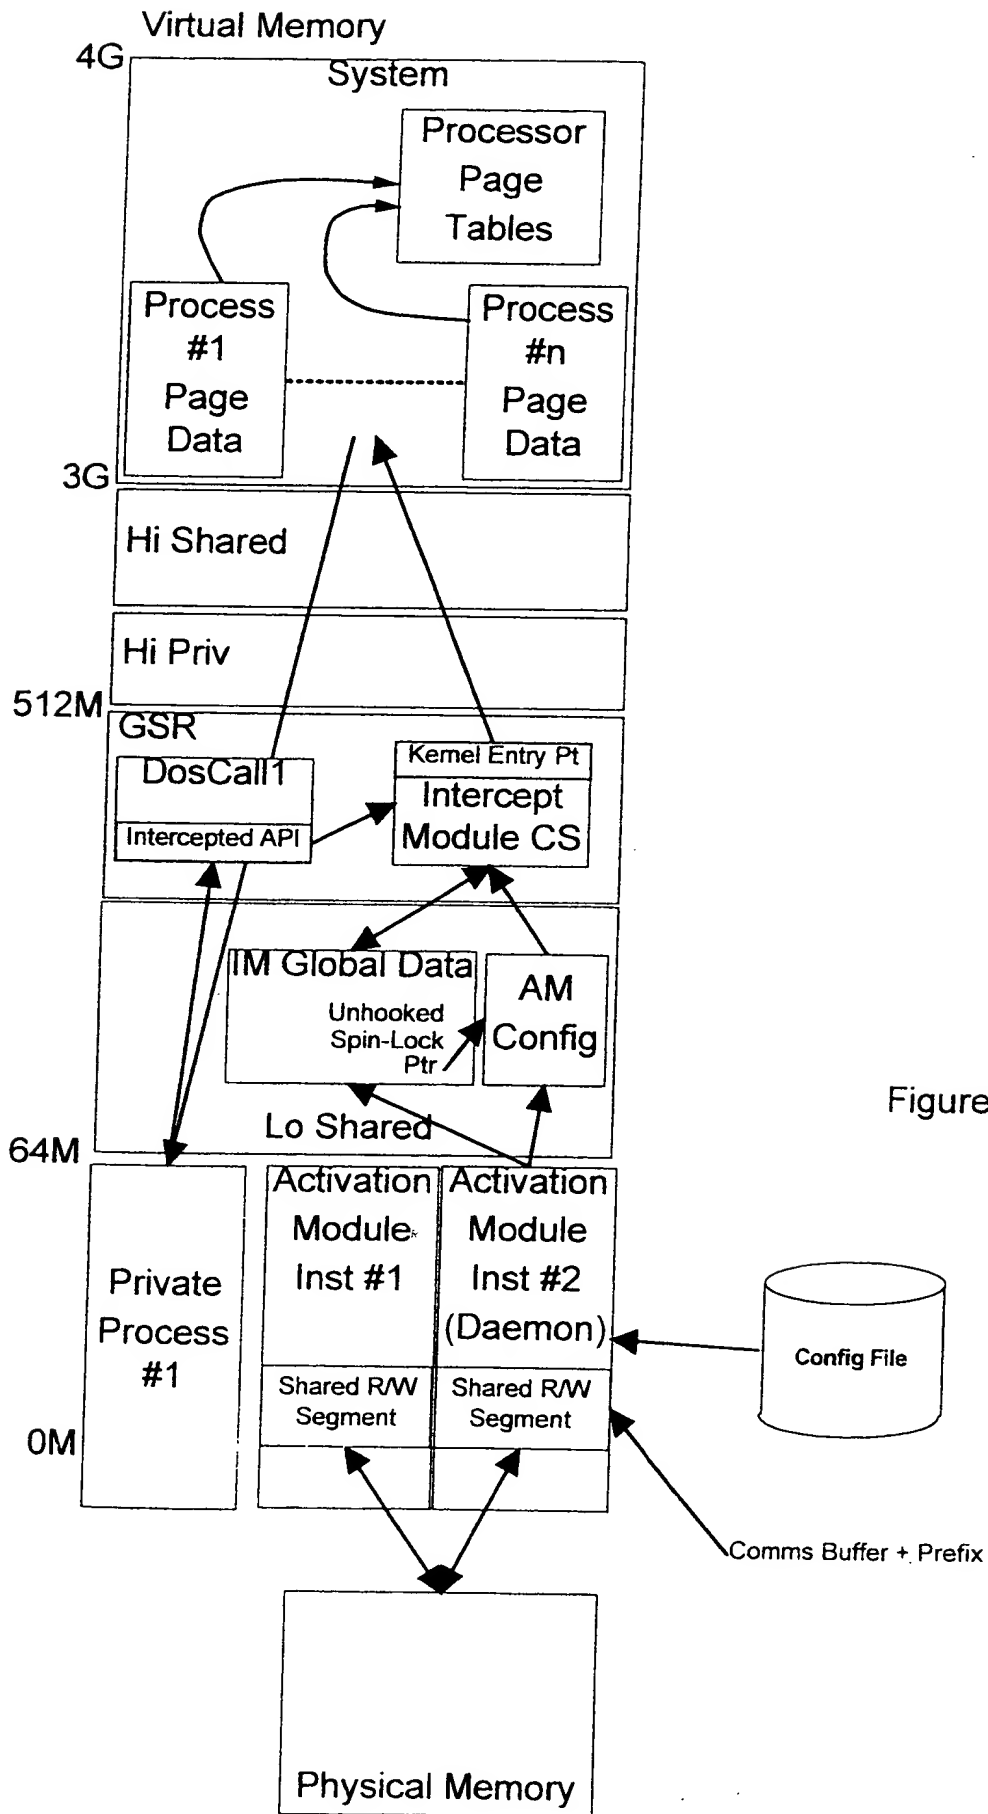 Virtual Memory
4G
System
Processor
Page
Tables
Process
#1
Page
Data
Process
#n
Page
Data
3G
Hi Shared
Hi Priv
512M
GSR
DosCall1
Intercepted API
Kernel Entry Pt
Intercept
Module CS
IM Global Data
Unhooked
Spin-Lock
Ptr
AM
Config
Lo Shared
Figure
64M
Private
Process
#1
Activation
Module
Inst #1
Shared R/W
Segment
Activation
Module
Inst #2
(Daemon)
Shared R/W
Segment
Config File
0M
Comms Buffer + Prefix
Physical Memory